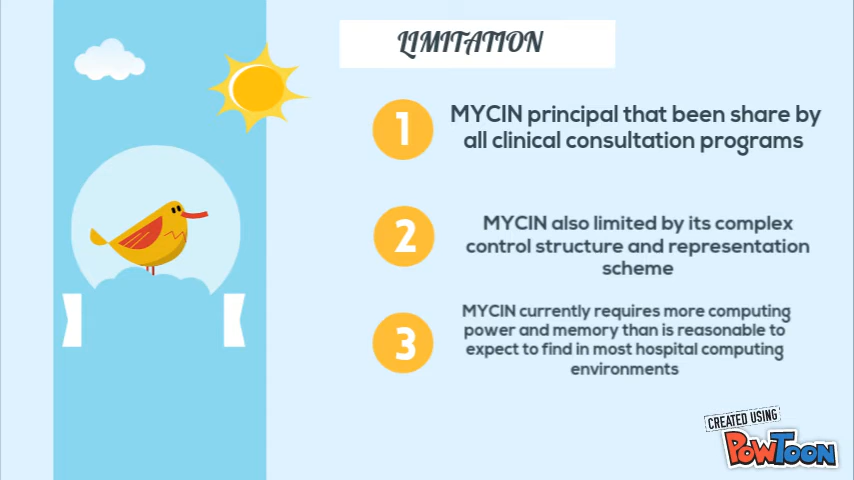 LIMITATION
1
MYCIN principal that been share by
all clinical consultation programs
2
MYCIN also limited by its complex
control structure and representation
scheme
3
MYCIN currently requires more computing
power and memory than is reasonable to
expect to find in most hospital computing
environments
CREATED USING
POWTOON